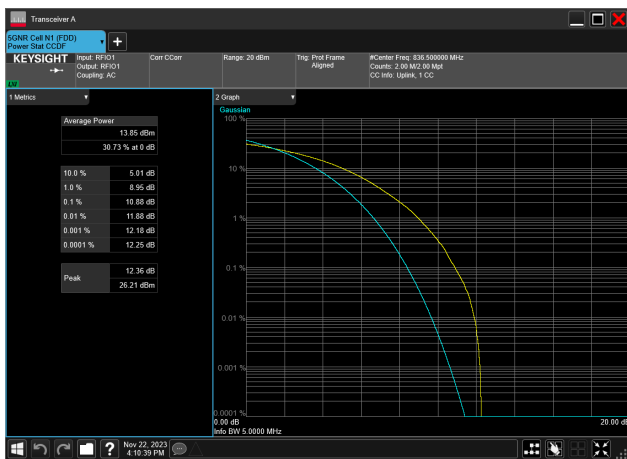 Transceiver A
5GNR Cell N1 (FDD)
Power Stat CCDF
KEYSIGHT
LVI
Input: RFIO1
Output: RFIO1
Coupling: AC
Corr CCorr
Range: 20 dBm
Trig: Prot Frame
Aligned
#Center Freq: 836.500000 MHz
Counts: 2.00 M/2.00 Mpt
CC Info: Uplink, 1 CC
1 Metrics
Average Power
13.85 dBm
30.73 % at 0 dB
10.0 % 5.01 dB
1.0 % 8.95 dB
0.1 % 10.88 dB
0.01 % 11.88 dB
0.001 % 12.18 dB
0.0001 % 12.25 dB
Peak
12.36 dB
26.21 dBm
2 Graph
Gaussian
100 %
10 %
1 %
0.1 %
0.01 %
0.001 %
0.0001 %
0.00 dB
20.00 dB
Info BW 5.0000 MHz
?
Nov 22, 2023
4:10:39 PM